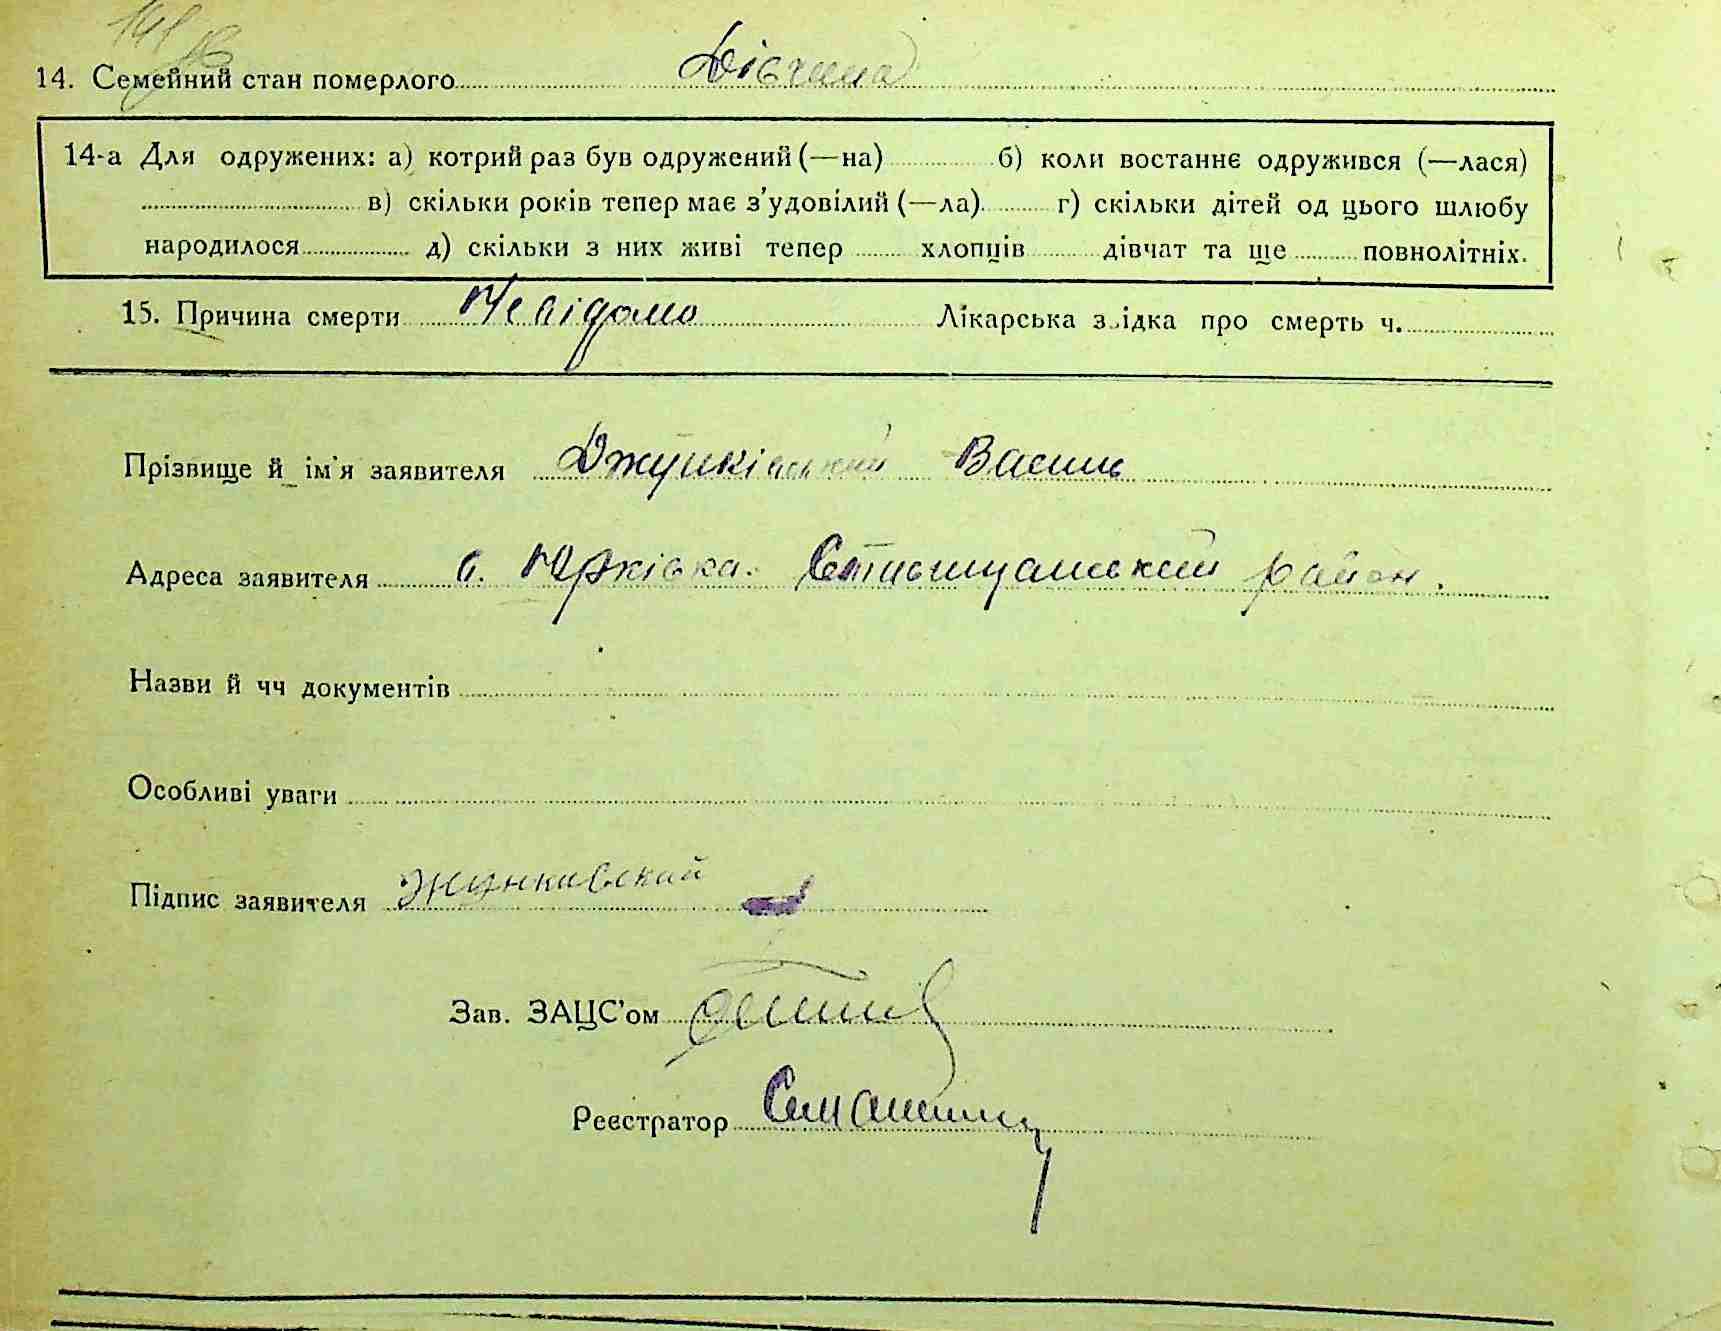 14. Семейний стан померлого Дівчина
14-а Для одружених: а) котрий раз був одружений (—на) б) коли востаннє одружився (—лася)
в) скільки років тепер має з'удовілий (—ла) г) скільки дітей од цього шлюбу
народилося д) скільки з них живі тепер хлопців дівчат та ще повнолітніх.
15. Причина смерти Невідомо Лікарська звідка про смерть ч.
Прізвище й ім'я заявителя Джунківський Василь
Адреса заявителя с. Юрківка. район.
Назви й чч документів
Особливі уваги
Підпис заявителя Жунковский
Зав. ЗАЦС'ом
Реєстратор